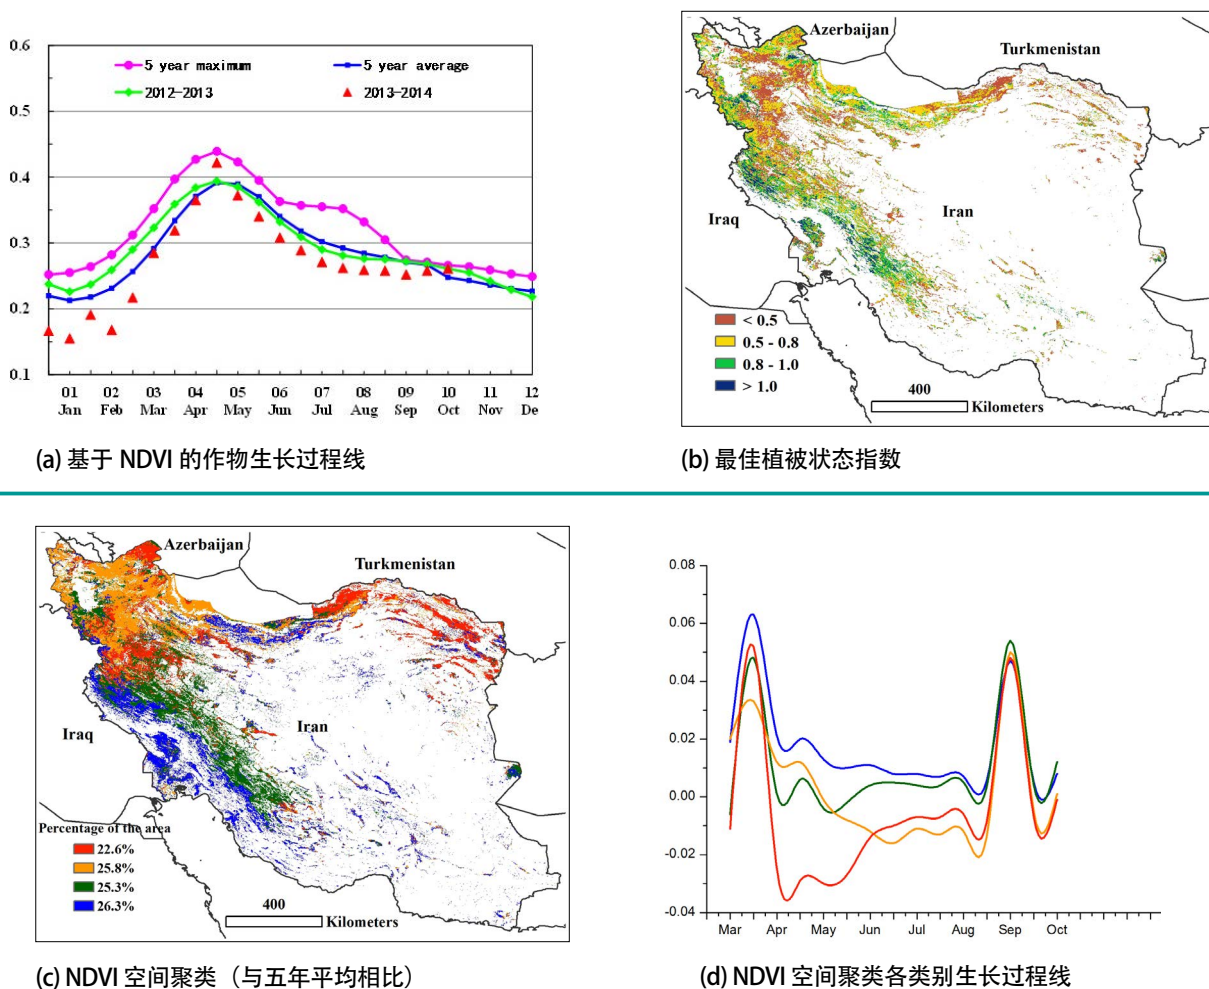 0.6
0.5
0.4
0.3
0.2
0.1
5 year maximum
5 year average
2012-2013
2013-2014
01 02 03 04 05 06 07 08 09 10 11 12
Jan Feb Mar Apr May Jun Jul Aug Sep Oct Nov De
(a) 基于 NDVI 的作物生长过程线
Azerbaijan
Turkmenistan
Iraq
Iran
< 0.5
0.5 - 0.8
0.8 - 1.0
> 1.0
400
Kilometers
(b) 最佳植被状态指数
Azerbaijan
Turkmenistan
Iraq
Iran
Percentage of the area
22.6%
25.8%
25.3%
26.3%
400
Kilometers
(c) NDVI 空间聚类（与五年平均相比）
0.08
0.06
0.04
0.02
0.00
-0.02
-0.04
Mar Apr May Jun Jul Aug Sep Oct
(d) NDVI 空间聚类各类别生长过程线